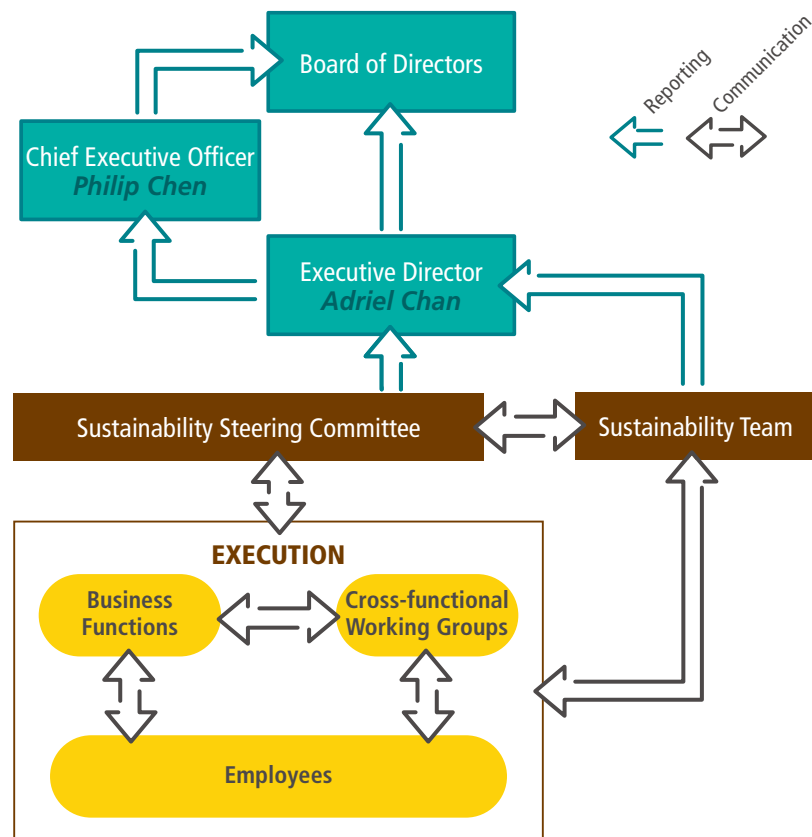 Board of Directors
Reporting
Communication
Chief Executive Officer
Philip Chen
Executive Director
Adriel Chan
Sustainability Steering Committee
Sustainability Team
EXECUTION
Business
Functions
Cross-functional
Working Groups
Employees